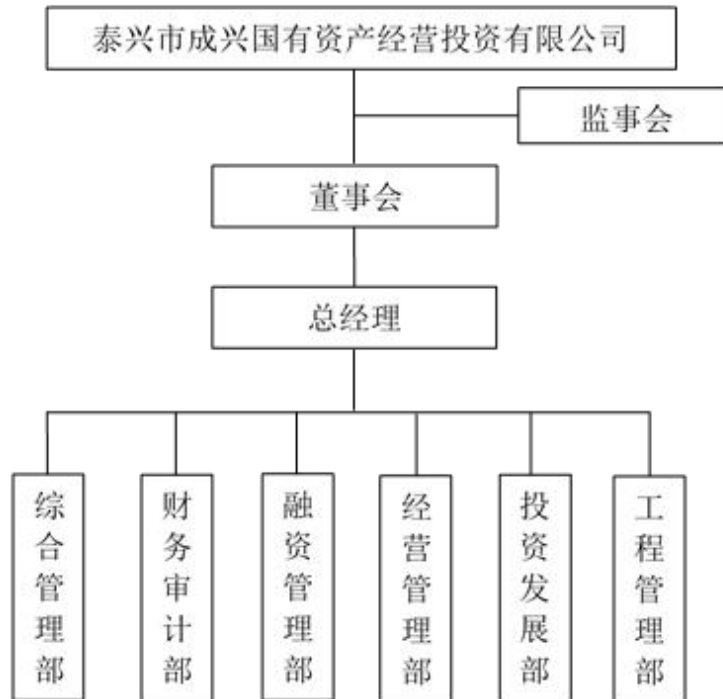 泰兴市成兴国有资产经营投资有限公司
监事会
董事会
总经理
综合管理部
财务审计部
融资管理部
经营管理部
投资发展部
工程管理部